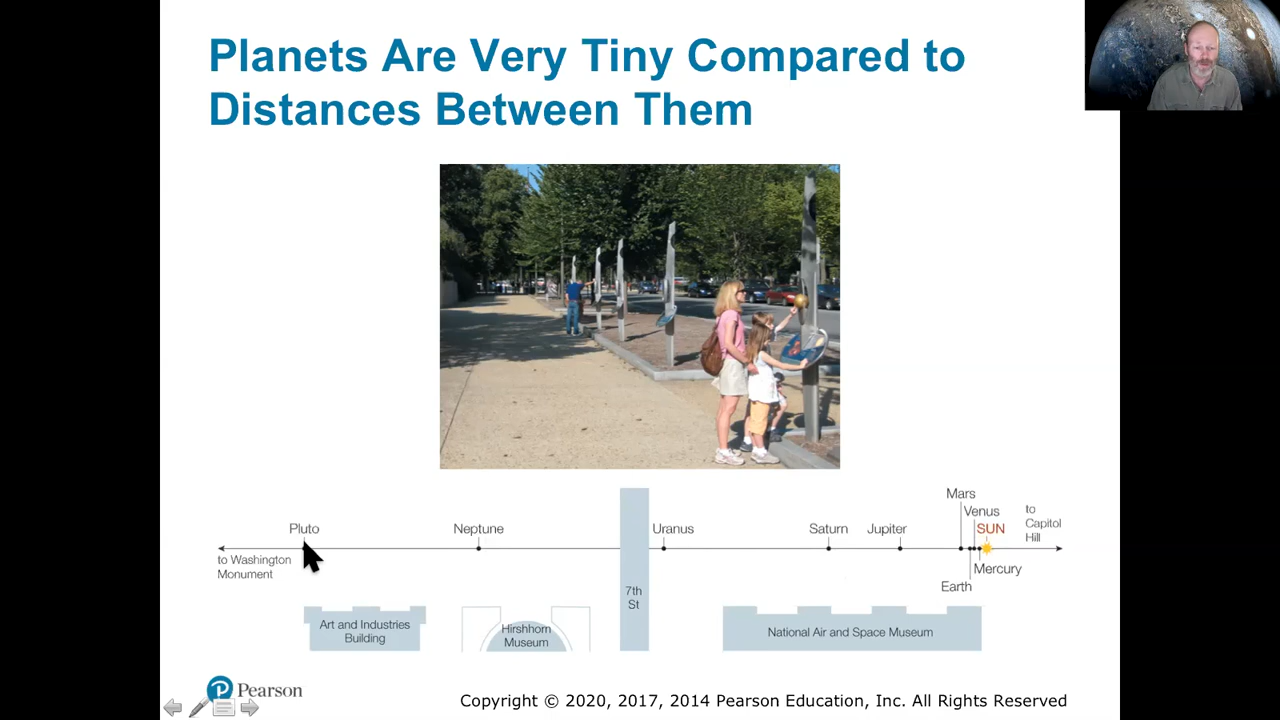 Planets Are Very Tiny Compared to
Distances Between Them
Mars
Venus
SUN
to
Capitol
Hill
Pluto
Neptune
Uranus
Saturn
Jupiter
to Washington
Monument
Mercury
Earth
7th
St
Art and Industries
Building
Hirshhorn
Museum
National Air and Space Museum
Pearson
Copyright © 2020, 2017, 2014 Pearson Education, Inc. All Rights Reserved